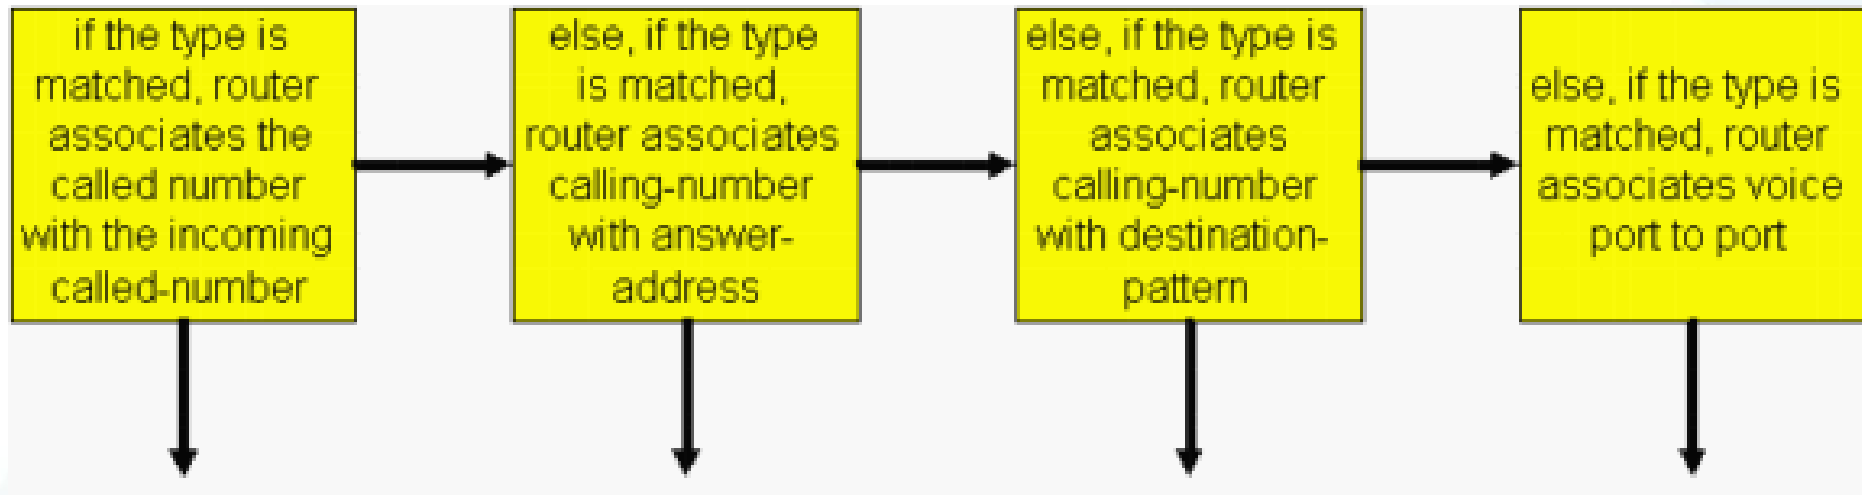 if the type is
matched, router
associates the
called number
with the incoming
called-number
else, if the type
is matched,
router associates
calling-number
with answer-
address
else, if the type is
matched, router
associates
calling-number
with destination-
pattern
else, if the type is
matched, router
associates voice
port to port